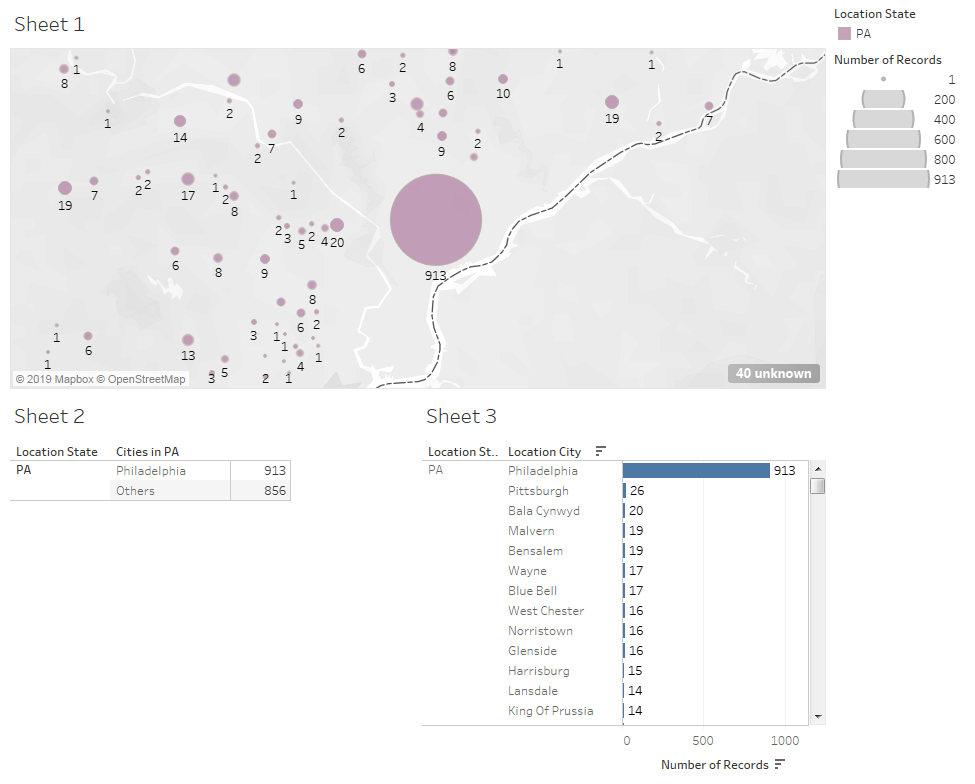 Sheet 1
Location State
PA
Number of Records
1
200
400
600
800
913
6 2 8 1 1
8 1
3 6 10
1 14 2 9 2 4 19 2 7
2 7 9 2
19 7 2 2 17 1 2 8 1
2 3 5 2 4 20
6 8 9 913
8
1 6 13 3 1 6 2
1 1 4 1
3 5 2 1
© 2019 Mapbox © OpenStreetMap
40 unknown
Sheet 2
Location State Cities in PA
PA Philadelphia 913
Others 856
Sheet 3
Location St.. Location City
PA Philadelphia 913
Pittsburgh 26
Bala Cynwyd 20
Malvern 19
Bensalem 19
Wayne 17
Blue Bell 17
West Chester 16
Norristown 16
Glenside 16
Harrisburg 15
Lansdale 14
King Of Prussia 14
0 500 1000
Number of Records